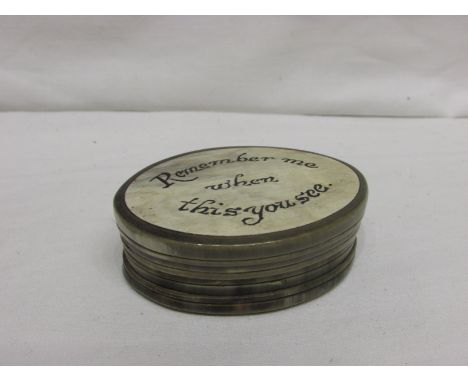 Remember me
when
this you see.